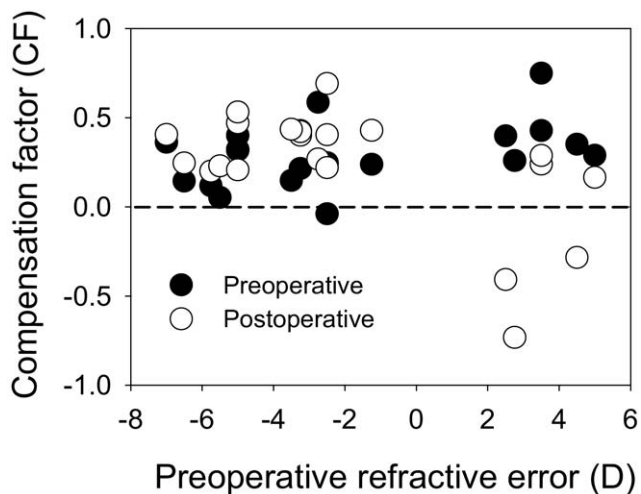 Compensation factor (CF)
1.0
0.5
0.0
-0.5
-1.0
Preoperative
Postoperative
-8 -6 -4 -2 0 2 4 6
Preoperative refractive error (D)